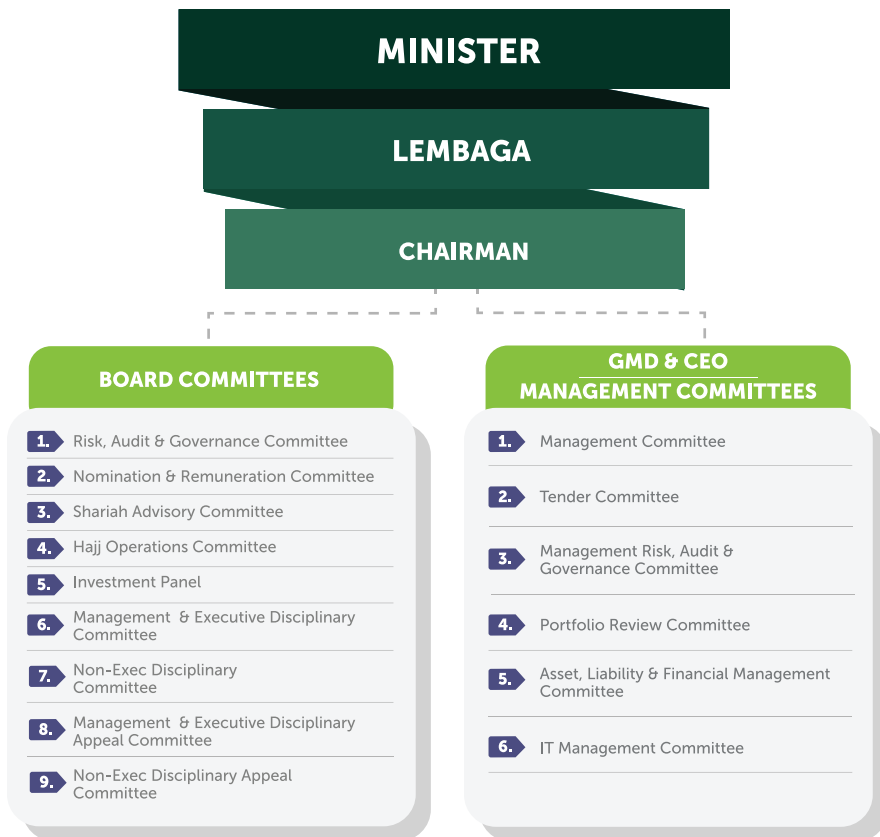 MINISTER
LEMBAGA
CHAIRMAN
BOARD COMMITTEES
1. Risk, Audit & Governance Committee
2. Nomination & Remuneration Committee
3. Shariah Advisory Committee
4. Hajj Operations Committee
5. Investment Panel
6. Management & Executive Disciplinary
Committee
7. Non-Exec Disciplinary
Committee
8. Management & Executive Disciplinary
Appeal Committee
9. Non-Exec Disciplinary Appeal
Committee
GMD & CEO
MANAGEMENT COMMITTEES
1. Management Committee
2. Tender Committee
3. Management Risk, Audit &
Governance Committee
4. Portfolio Review Committee
5. Asset, Liability & Financial Management
Committee
6. IT Management Committee